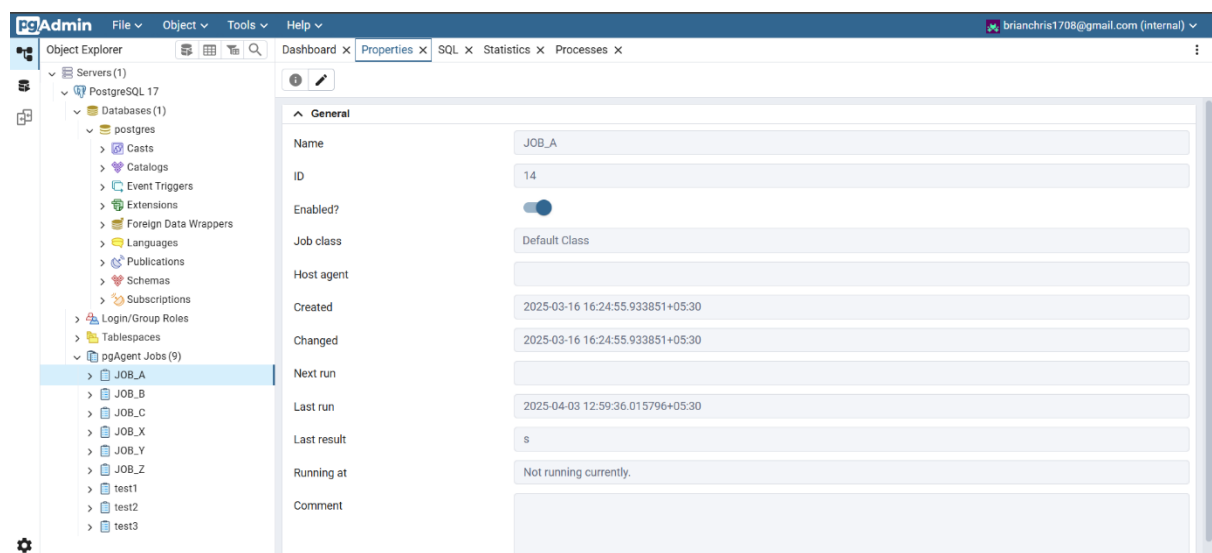 pgAdmin File Object Tools Help brianchris1708@gmail.com (internal)
Object Explorer Dashboard Properties SQL Statistics Processes
Servers (1)
PostgreSQL 17
Databases (1)
postgres
Casts
Catalogs
Event Triggers
Extensions
Foreign Data Wrappers
Languages
Publications
Schemas
Subscriptions
Login/Group Roles
Tablespaces
pgAgent Jobs (9)
JOB_A
JOB_B
JOB_C
JOB_X
JOB_Y
JOB_Z
test1
test2
test3
General
Name JOB_A
ID 14
Enabled?
Job class Default Class
Host agent
Created 2025-03-16 16:24:55.933851+05:30
Changed 2025-03-16 16:24:55.933851+05:30
Next run
Last run 2025-04-03 12:59:36.015796+05:30
Last result s
Running at Not running currently.
Comment